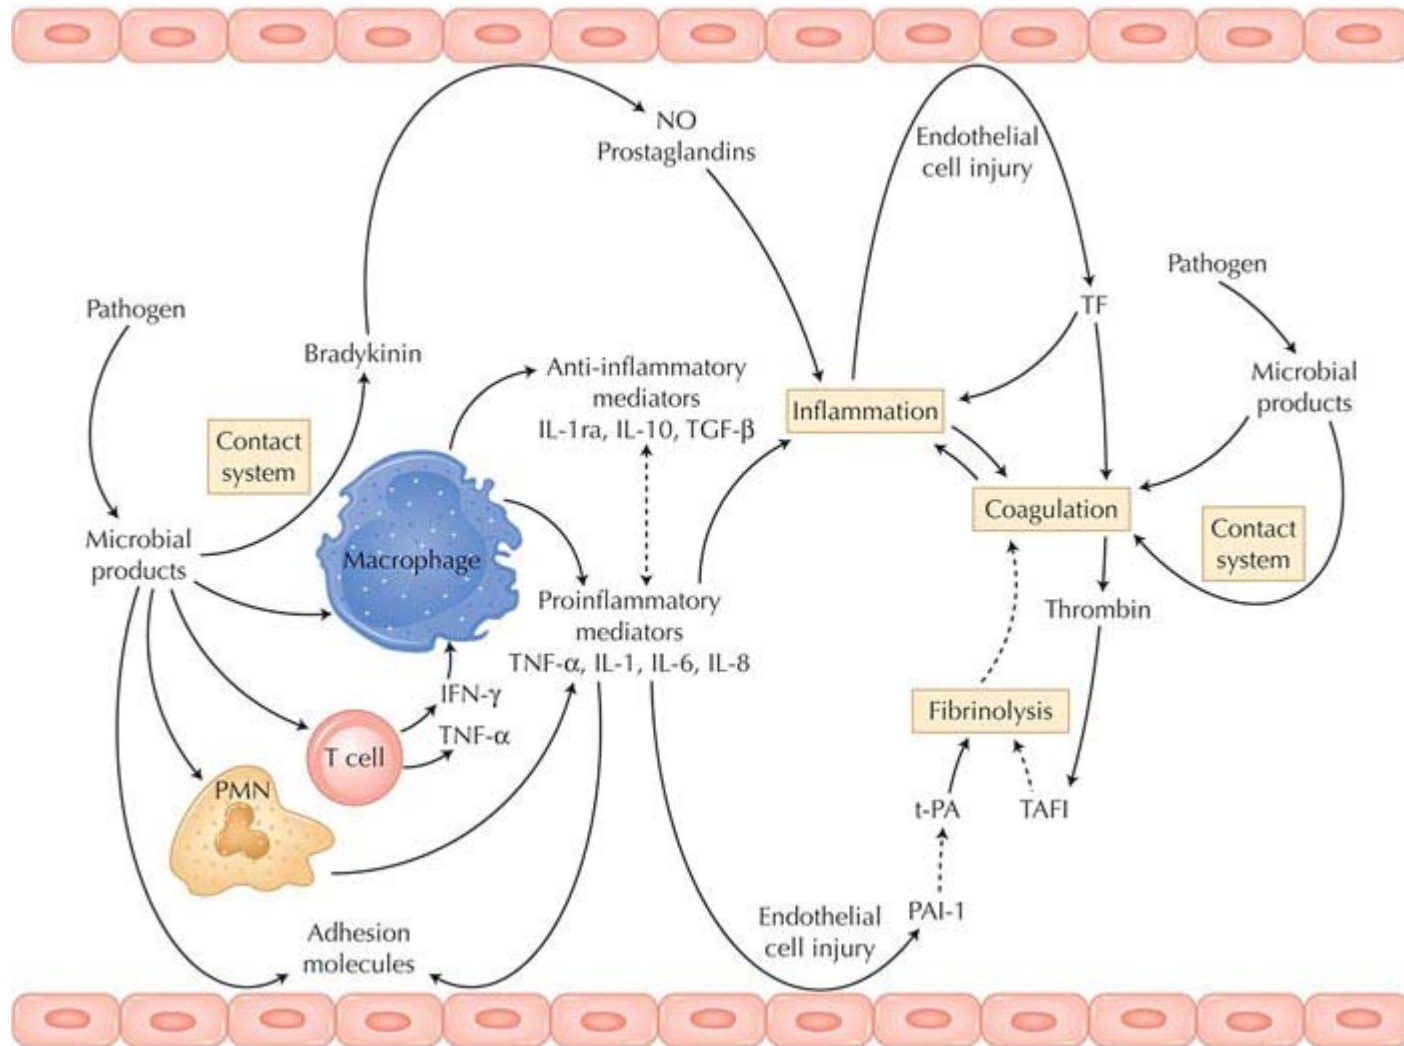 NO
Prostaglandins
Endothelial
cell injury
Pathogen
TF
Pathogen
Bradykinin
Anti-inflammatory
mediators
IL-1ra, IL-10, TGF-β
Microbial
products
Inflammation
Contact
system
Coagulation
Contact
system
Microbial
products
Macrophage
Proinflammatory
mediators
TNF-α, IL-1, IL-6, IL-8
Thrombin
IFN-γ
TNF-α
T cell
Fibrinolysis
PMN
t-PA
TAFI
Endothelial
cell injury
PAI-1
Adhesion
molecules